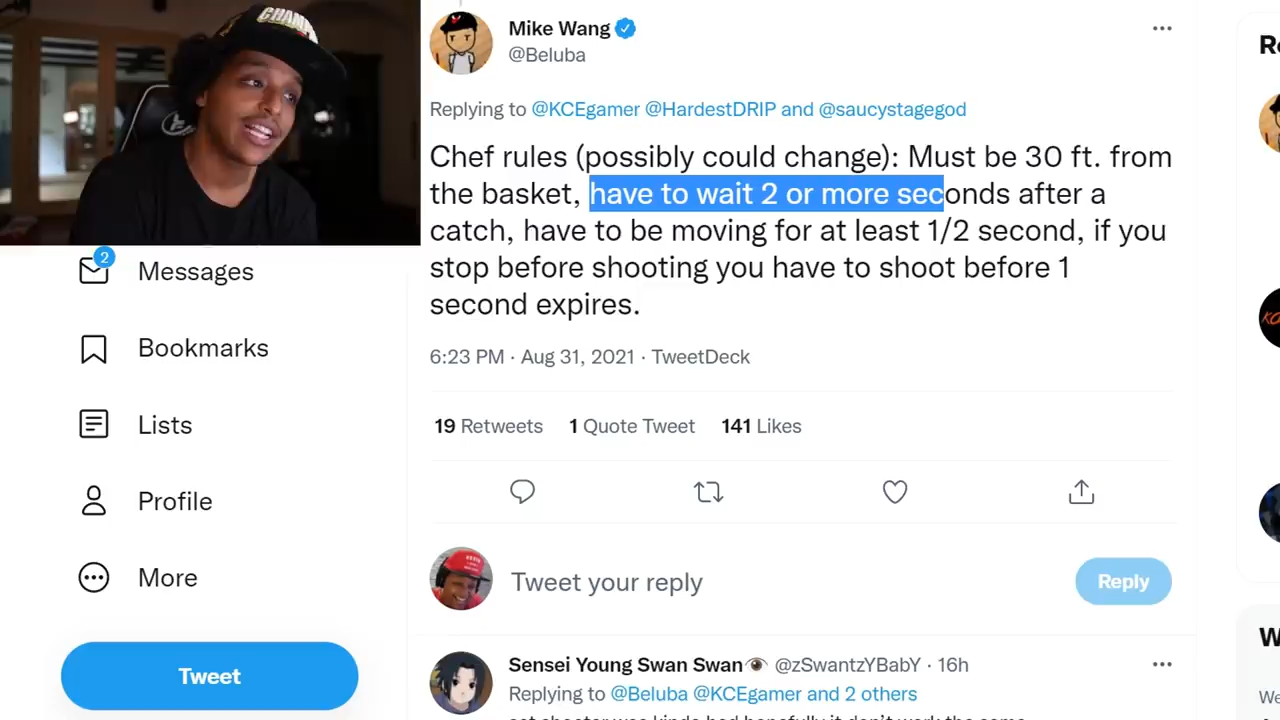 CHAMP
Mike Wang
@Beluba
Replying to @KCEgamer @HardestDRIP and @saucystagegod
Chef rules (possibly could change): Must be 30 ft. from
the basket, have to wait 2 or more seconds after a
catch, have to be moving for at least 1/2 second, if you
stop before shooting you have to shoot before 1
second expires.
6:23 PM · Aug 31, 2021 · TweetDeck
19 Retweets 1 Quote Tweet 141 Likes
Tweet your reply
Reply
Sensei Young Swan Swan👁 @zSwantzYBabY · 16h
Replying to @Beluba @KCEgamer and 2 others
2
Messages
Bookmarks
Lists
Profile
More
Tweet
Re
KO
W
We